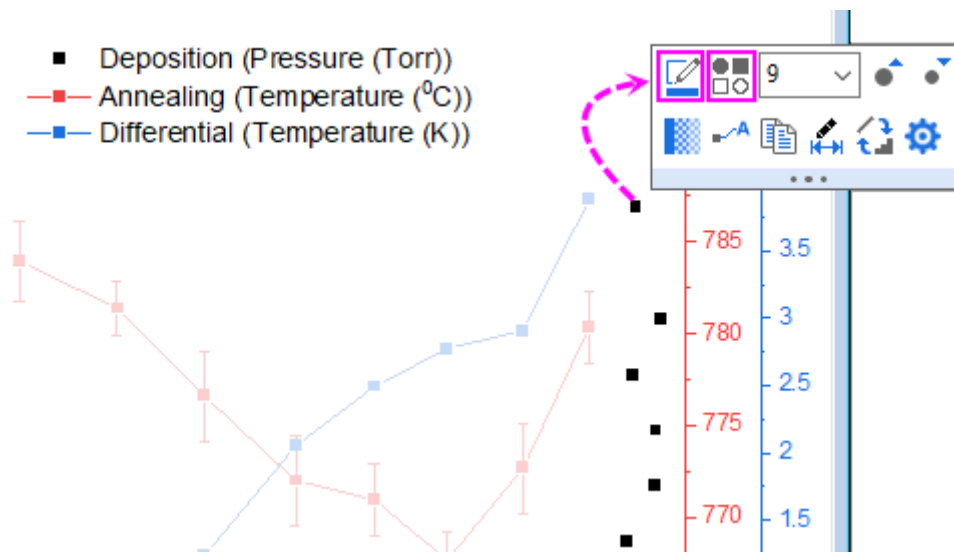 Deposition (Pressure (Torr))
Annealing (Temperature (⁰C))
Differential (Temperature (K))
9
A
785
780
775
770
3.5
3
2.5
2
1.5